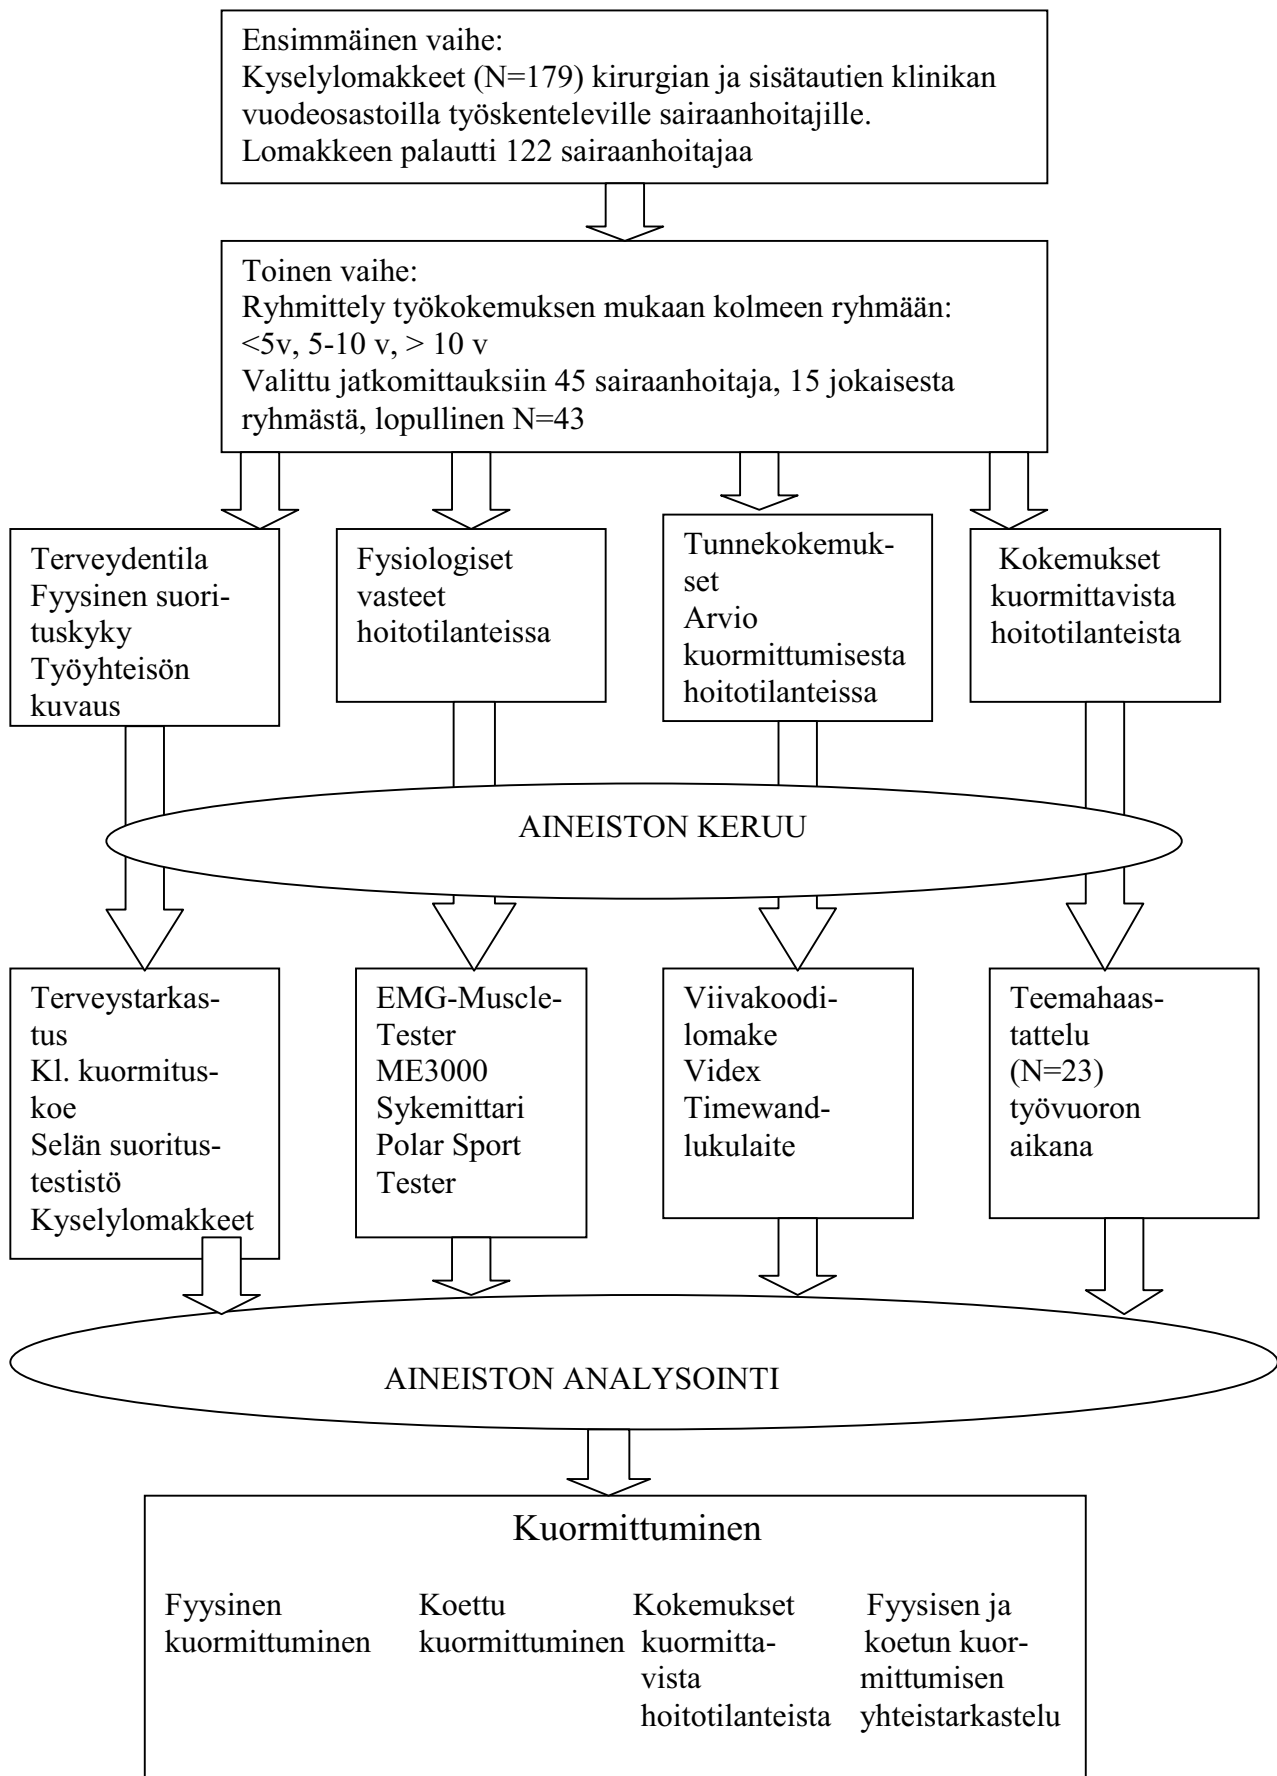 Ensimmäinen vaihe:
Kyselylomakkeet (N=179) kirurgian ja sisätautien klinikan
vuodeosastoilla työskenteleville sairaanhoitajille.
Lomakkeen palautti 122 sairaanhoitajaa
Toinen vaihe:
Ryhmittely työkokemuksen mukaan kolmeen ryhmään:
<5v, 5-10 v, > 10 v
Valittu jatkomittauksiin 45 sairaanhoitaja, 15 jokaisesta
ryhmästä, lopullinen N=43
Terveydentila
Fyysinen suori-
tuskyky
Työyhteisön
kuvaus
Fysiologiset
vasteet
hoitotilanteissa
Tunnekokemuk-
set
Arvio
kuormittumisesta
hoitotilanteissa
Kokemukset
kuormittavista
hoitotilanteista
AINEISTON KERUU
Terveystarkas-
tus
Kl. kuormitus-
koe
Selän suoritus-
testistö
Kyselylomakkeet
EMG-Muscle-
Tester
ME3000
Sykemittari
Polar Sport
Tester
Viivakoodi-
lomake
Videx
Timewand-
lukulaite
Teemahaas-
tattelu
(N=23)
työvuoron
aikana
AINEISTON ANALYSOINTI
Kuormittuminen
Fyysinen
kuormittuminen
Koettu
kuormittuminen
Kokemukset
kuormitta-
vista
hoitotilanteista
Fyysisen ja
koetun kuor-
mittumisen
yhteistarkastelu